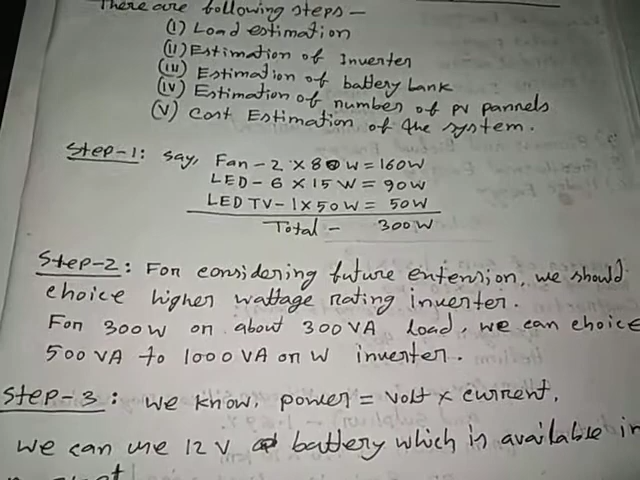 There are following steps –
(I) Load estimation
(II) Estimation of Inverter
(III) Estimation of battery bank
(IV) Estimation of number of PV pannels
(V) Cost Estimation of the system.
Step-1: say, Fan - 2 × 80 W = 160W
LED - 6 × 15 W = 90W
LED TV - 1 × 50 W = 50W
Total - 300 W
Step-2: For considering future entension, we should
choice higher wattage rating inverter.
For 300 W or about 300 VA load, we can choice
500 VA to 1000 VA or W inverter.
Step-3: We know, power = volt × current,
We can use 12 V battery which is available in